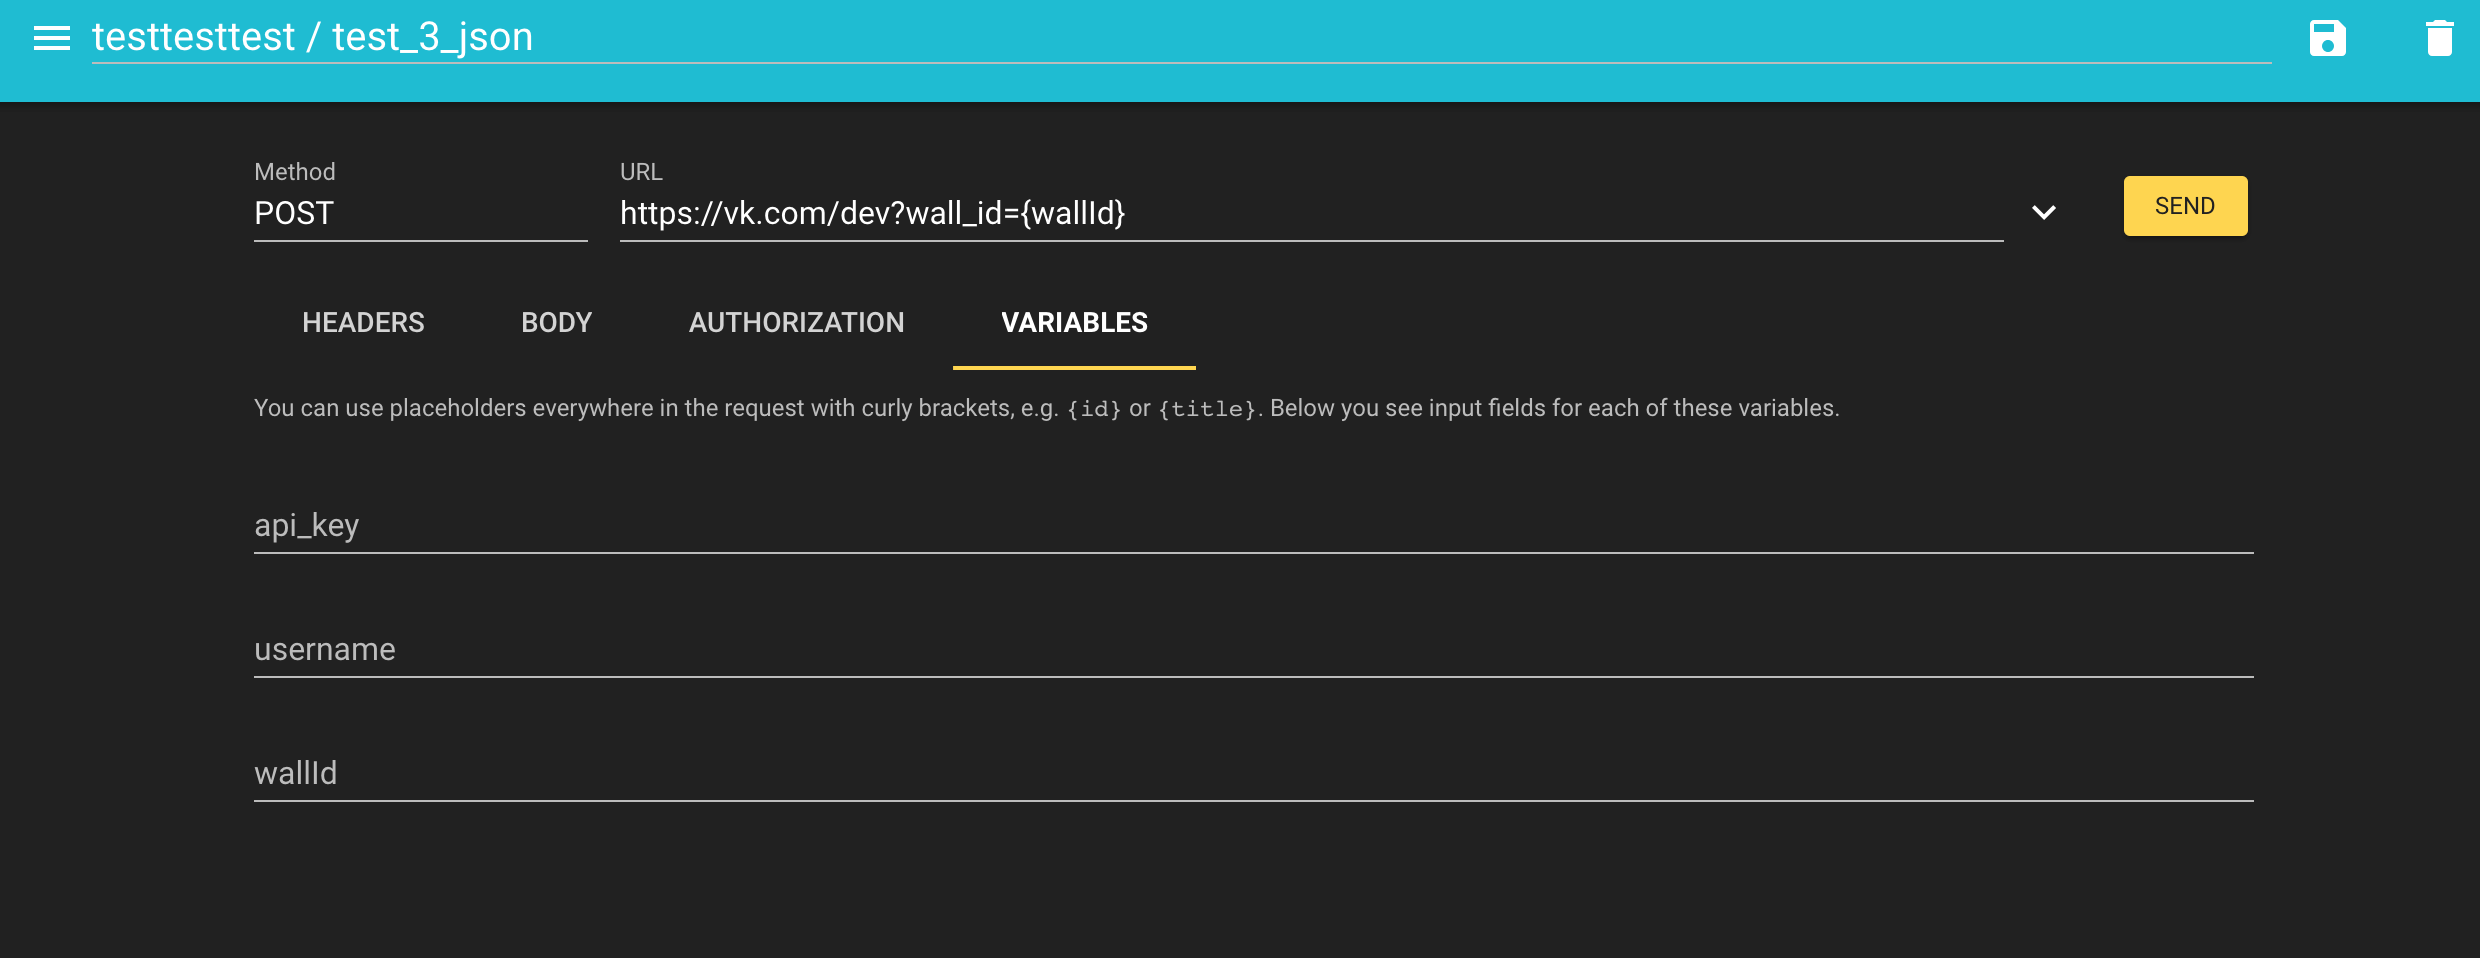 testtesttest / test_3_json
Method
URL
POST
https://vk.com/dev?wall_id={wallId}
SEND
HEADERS BODY AUTHORIZATION VARIABLES
You can use placeholders everywhere in the request with curly brackets, e.g. {id} or {title}. Below you see input fields for each of these variables.
api_key
username
wallId